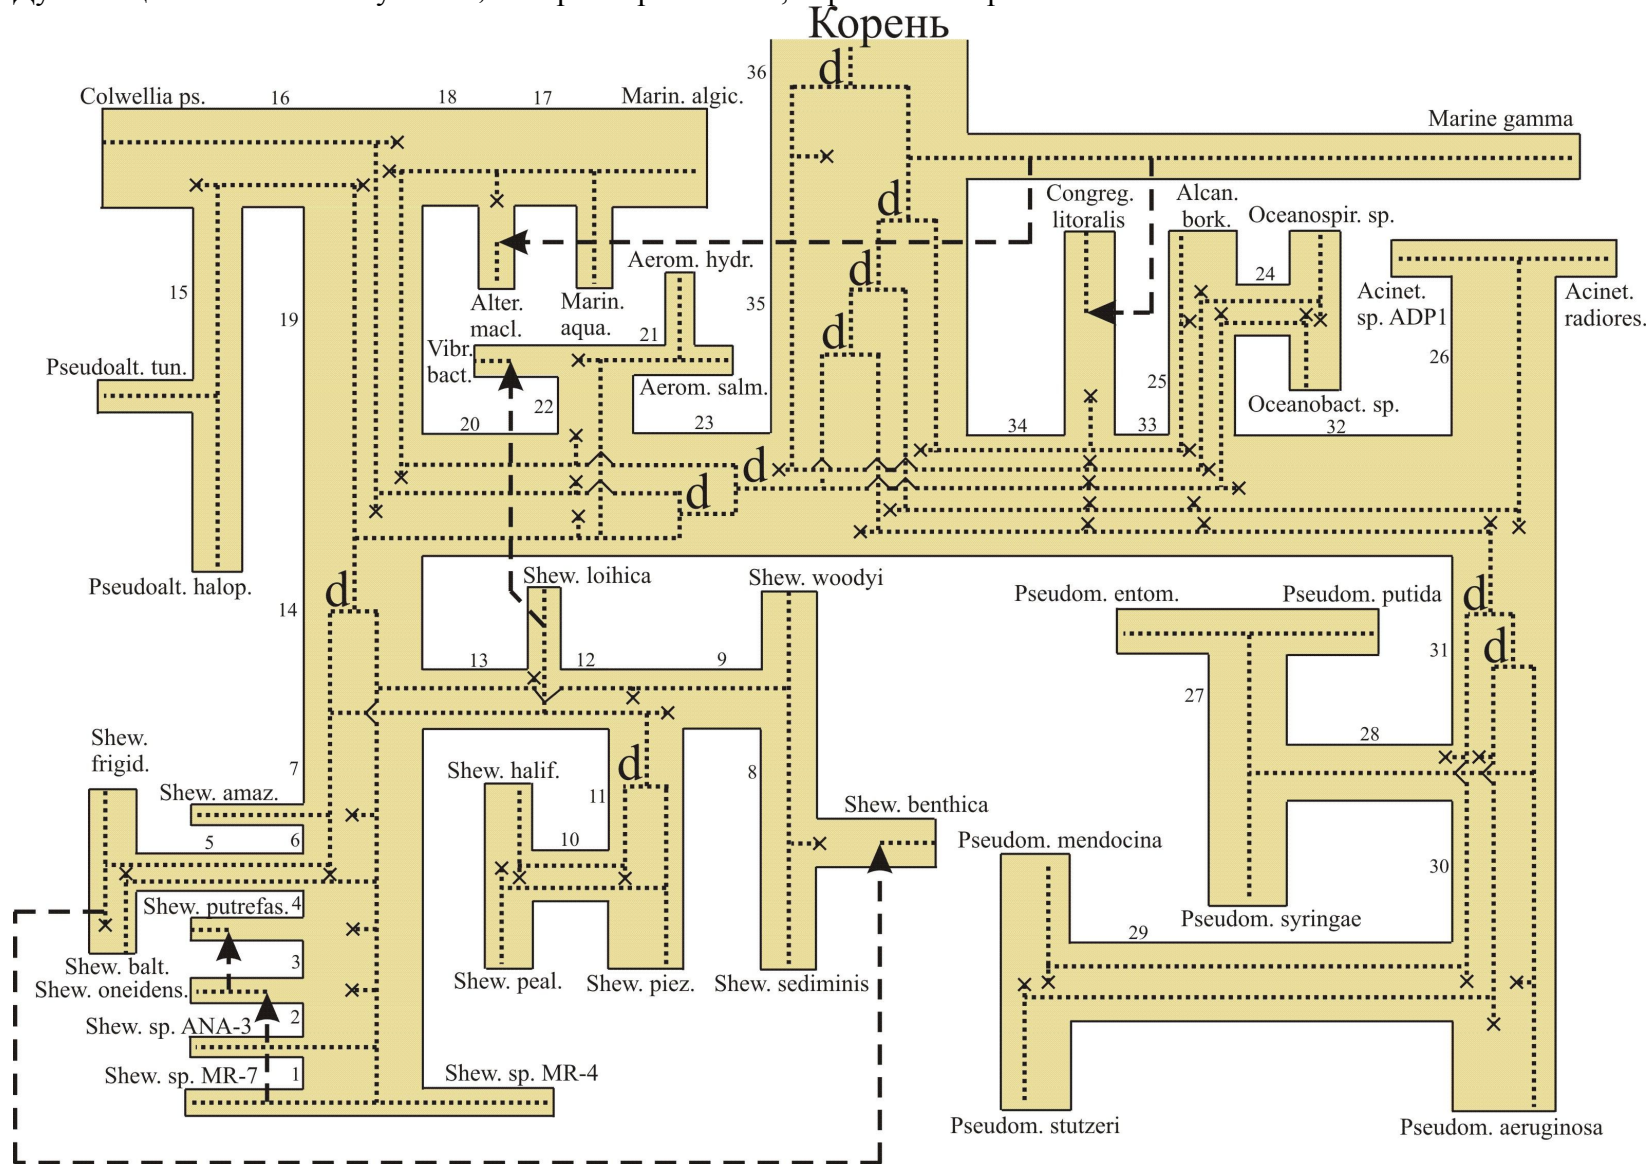 Корень
d
36
Colwellia ps.
16
18
17
Marin. algic.
Marine gamma
d
Congreg.
litoralis
Alcan.
bork.
Oceanospir. sp.
Aerom. hydr.
d
24
15
19
Alter.
macl.
Marin.
aqua.
35
Acinet.
sp. ADP1
Acinet.
radiores.
21
d
Vibr.
bact.
26
Pseudoalt. tun.
Aerom. salm.
25
22
Oceanobact. sp.
20
23
34
33
32
d
d
Pseudoalt. halop.
Shew. loihica
Shew. woodyi
d
14
Pseudom. entom.
Pseudom. putida
d
31
d
13
12
9
27
Shew.
frigid.
28
7
Shew. halif.
d
8
Shew. amaz.
11
Shew. benthica
5
6
10
Pseudom. mendocina
30
Shew. putrefas.
4
Pseudom. syringae
29
3
Shew. balt.
Shew. oneidens.
Shew. peal.
Shew. piez.
Shew. sediminis
2
Shew. sp. ANA-3
Shew. sp. MR-7
1
Shew. sp. MR-4
Pseudom. stutzeri
Pseudom. aeruginosa